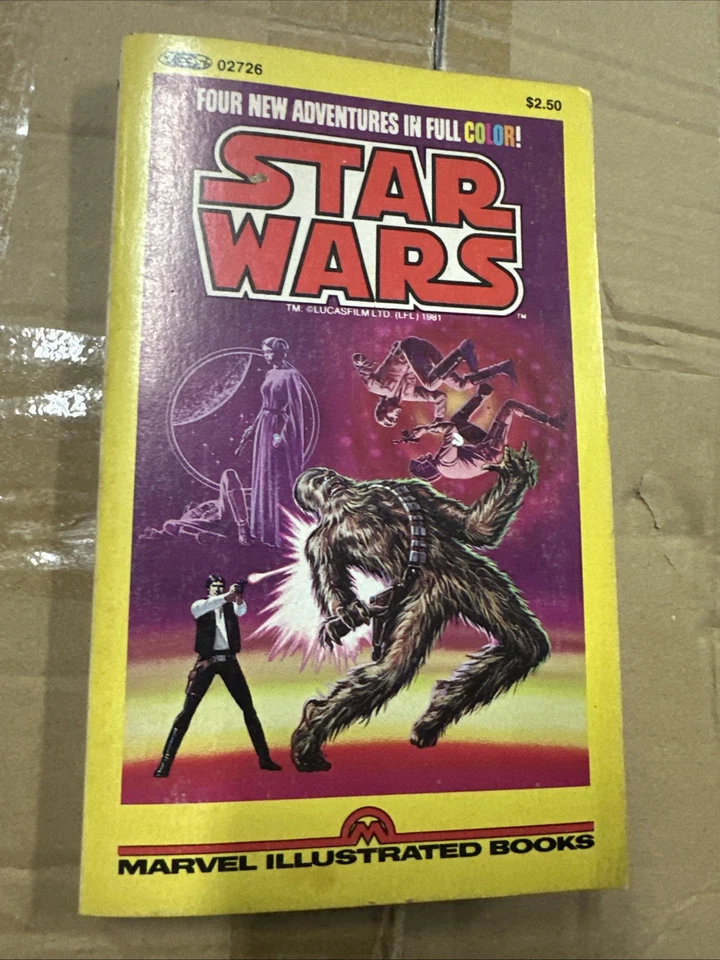 02726
$2.50
FOUR NEW ADVENTURES IN FULL COLOR!
STAR
WARS
TM
TM: ©LUCASFILM LTD. (LFL) 1981
M
MARVEL ILLUSTRATED BOOKS